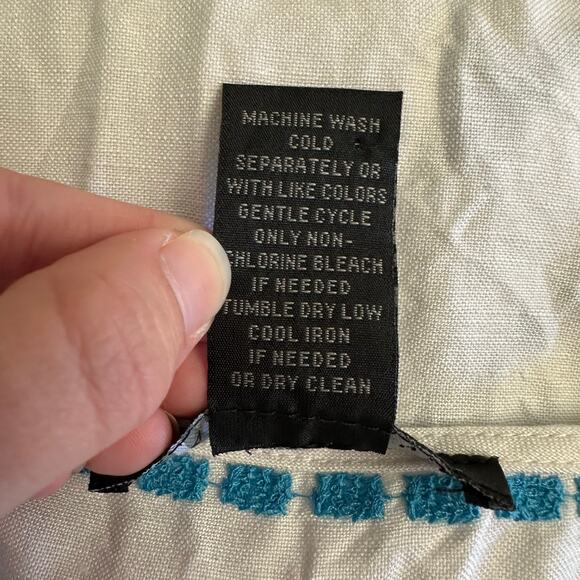 MACHINE WASH
COLD
SEPARATELY OR
WITH LIKE COLORS
GENTLE CYCLE
ONLY NON-
CHLORINE BLEACH
IF NEEDED
TUMBLE DRY LOW
COOL IRON
IF NEEDED
OR DRY CLEAN